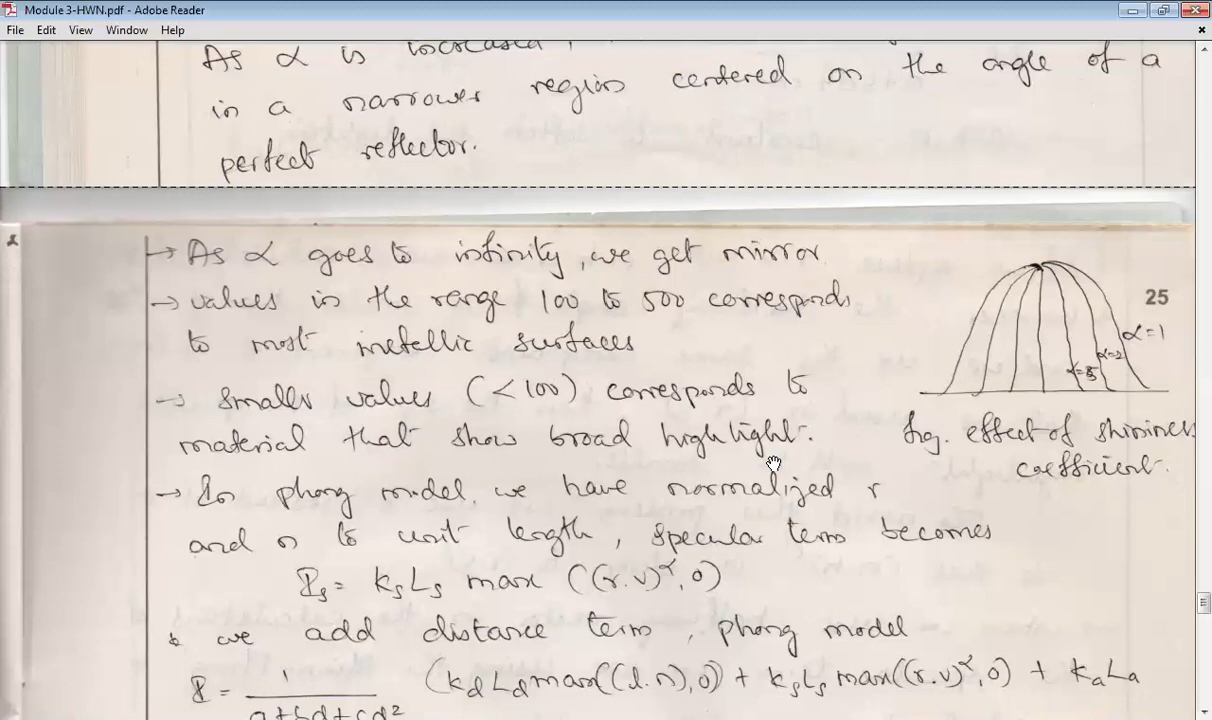 Module 3-HWN.pdf - Adobe Reader
File Edit View Window Help
As α is increased,
in a narrower region centered on the angle of a
perfect reflector.
→ As α goes to infinity, we get mirror
→ values in the range 100 to 500 corresponds
to most metellic surfaces
→ Smaller values (<100) corresponds to
material that show broad highlight.
→ In phong model, we have normalized r
and n to unit length, specular term becomes
Is = ksLs max ((r.v)^α, 0)
* we add distance term, phong model
I = 1 / a+bd+cd² (kdLd max((l.n), 0) + ksLs max((r.v)^α, 0) + kaLa
25
α=1
α=2
α=5
fig. effect of shininess
coefficient.